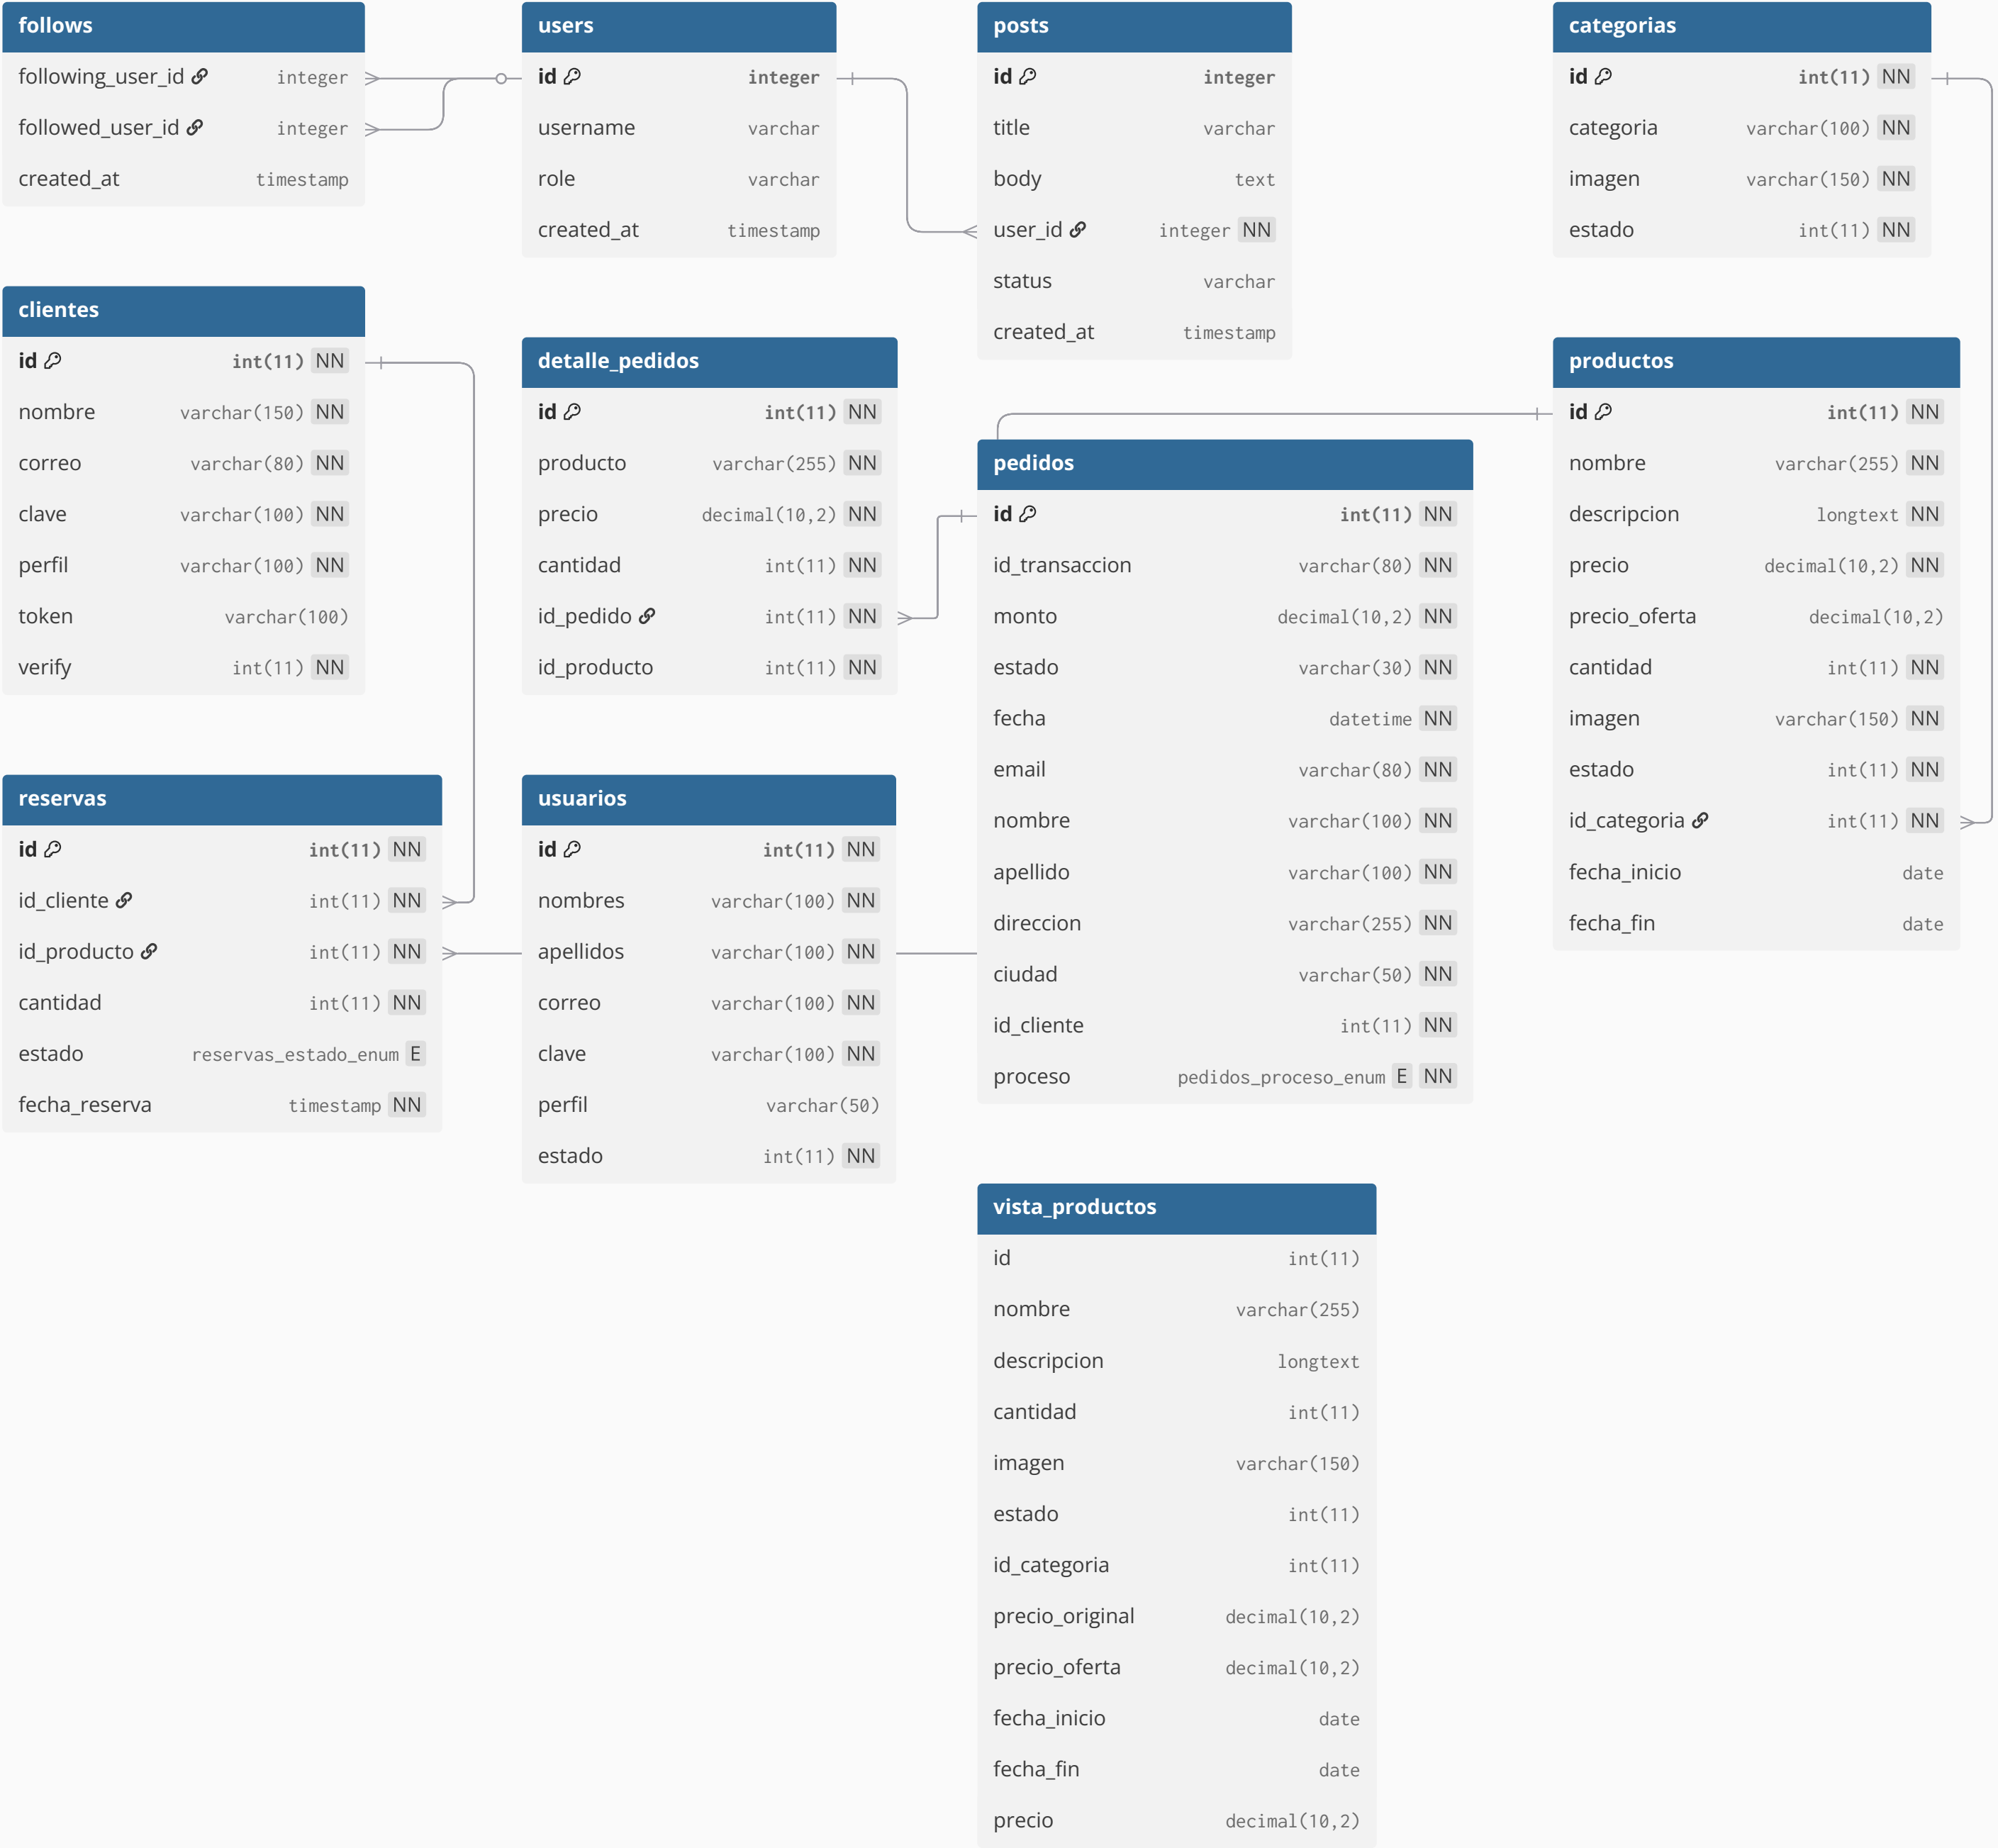 follows
following_user_id integer
followed_user_id integer
created_at timestamp
users
id integer
username varchar
role varchar
created_at timestamp
posts
id integer
title varchar
body text
user_id integer NN
status varchar
created_at timestamp
categorias
id int(11) NN
categoria varchar(100) NN
imagen varchar(150) NN
estado int(11) NN
clientes
id int(11) NN
nombre varchar(150) NN
correo varchar(80) NN
clave varchar(100) NN
perfil varchar(100) NN
token varchar(100)
verify int(11) NN
detalle_pedidos
id int(11) NN
producto varchar(255) NN
precio decimal(10,2) NN
cantidad int(11) NN
id_pedido int(11) NN
id_producto int(11) NN
pedidos
id int(11) NN
id_transaccion varchar(80) NN
monto decimal(10,2) NN
estado varchar(30) NN
fecha datetime NN
email varchar(80) NN
nombre varchar(100) NN
apellido varchar(100) NN
direccion varchar(255) NN
ciudad varchar(50) NN
id_cliente int(11) NN
proceso pedidos_proceso_enum E NN
productos
id int(11) NN
nombre varchar(255) NN
descripcion longtext NN
precio decimal(10,2) NN
precio_oferta decimal(10,2)
cantidad int(11) NN
imagen varchar(150) NN
estado int(11) NN
id_categoria int(11) NN
fecha_inicio date
fecha_fin date
reservas
id int(11) NN
id_cliente int(11) NN
id_producto int(11) NN
cantidad int(11) NN
estado reservas_estado_enum E
fecha_reserva timestamp NN
usuarios
id int(11) NN
nombres varchar(100) NN
apellidos varchar(100) NN
correo varchar(100) NN
clave varchar(100) NN
perfil varchar(50)
estado int(11) NN
vista_productos
id int(11)
nombre varchar(255)
descripcion longtext
cantidad int(11)
imagen varchar(150)
estado int(11)
id_categoria int(11)
precio_original decimal(10,2)
precio_oferta decimal(10,2)
fecha_inicio date
fecha_fin date
precio decimal(10,2)